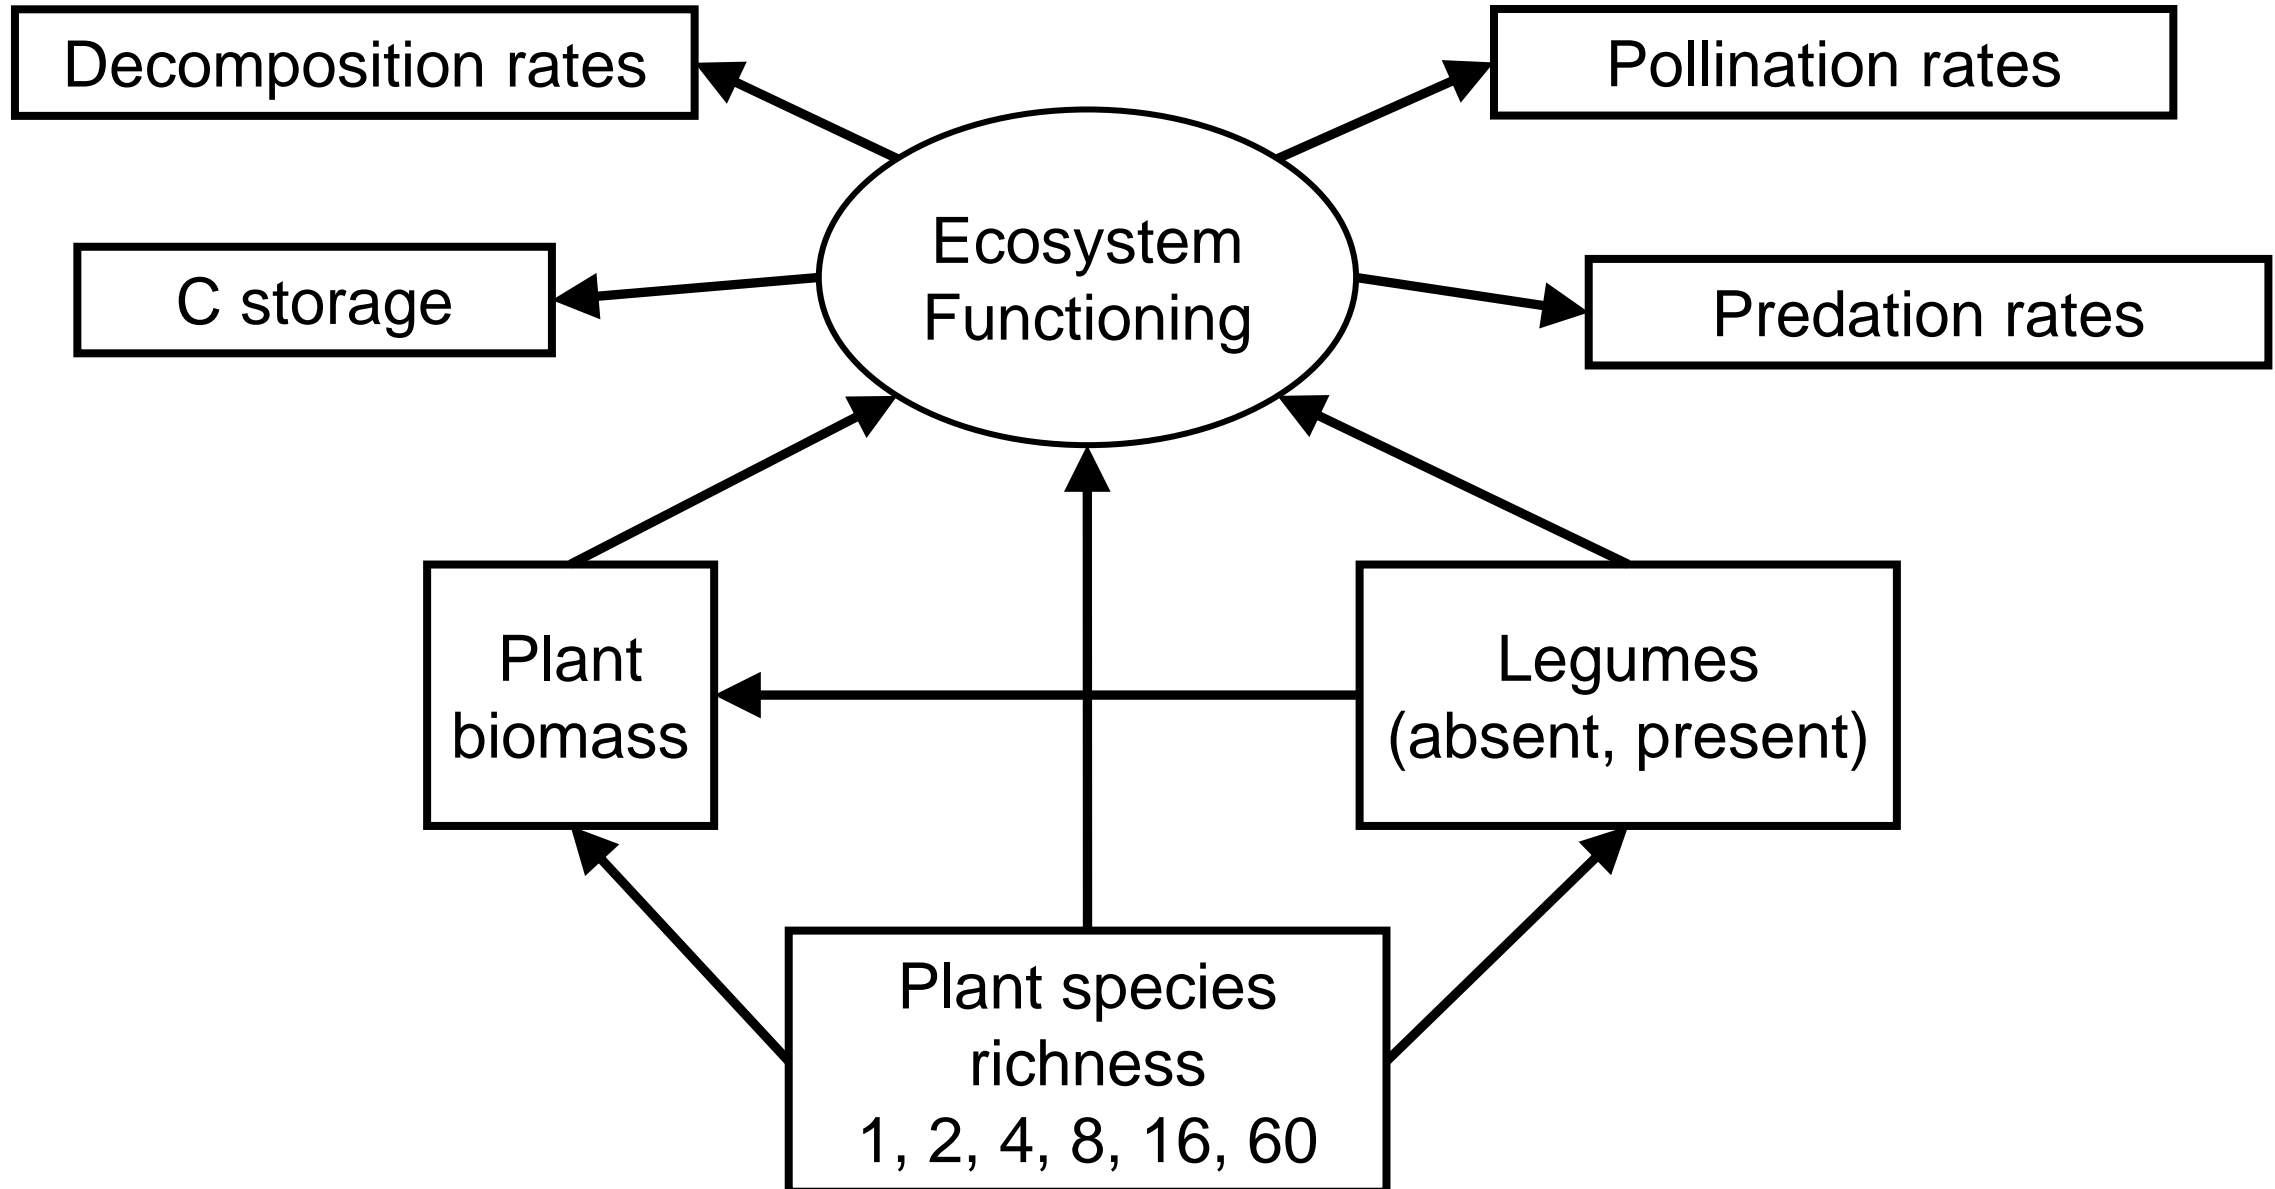 Decomposition rates
Pollination rates
Ecosystem
Functioning
C storage
Predation rates
Plant
biomass
Legumes
(absent, present)
Plant species
richness
1, 2, 4, 8, 16, 60